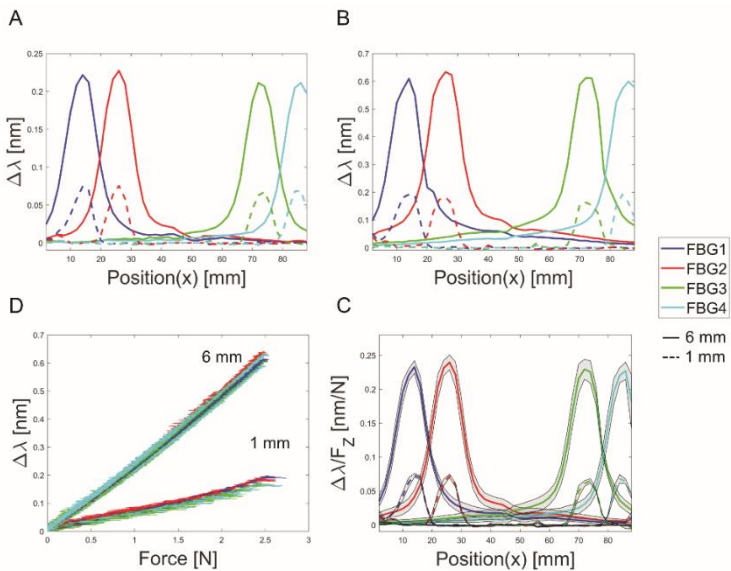 A
B
0.25
0.2
0.15
0.1
0.05
0
Δλ [nm]
10 20 30 40 50 60 70 80
Position(x) [mm]
0.7
0.6
0.5
0.4
0.3
0.2
0.1
0
Δλ [nm]
10 20 30 40 50 60 70 80
Position(x) [mm]
FBG1
FBG2
FBG3
FBG4
6 mm
1 mm
D
C
0.7
0.6
0.5
0.4
0.3
0.2
0.1
0
Δλ [nm]
6 mm
1 mm
0 0.5 1 1.5 2 2.5 3
Force [N]
0.25
0.2
0.15
0.1
0.05
0
Δλ/F_Z [nm/N]
10 20 30 40 50 60 70 80
Position(x) [mm]